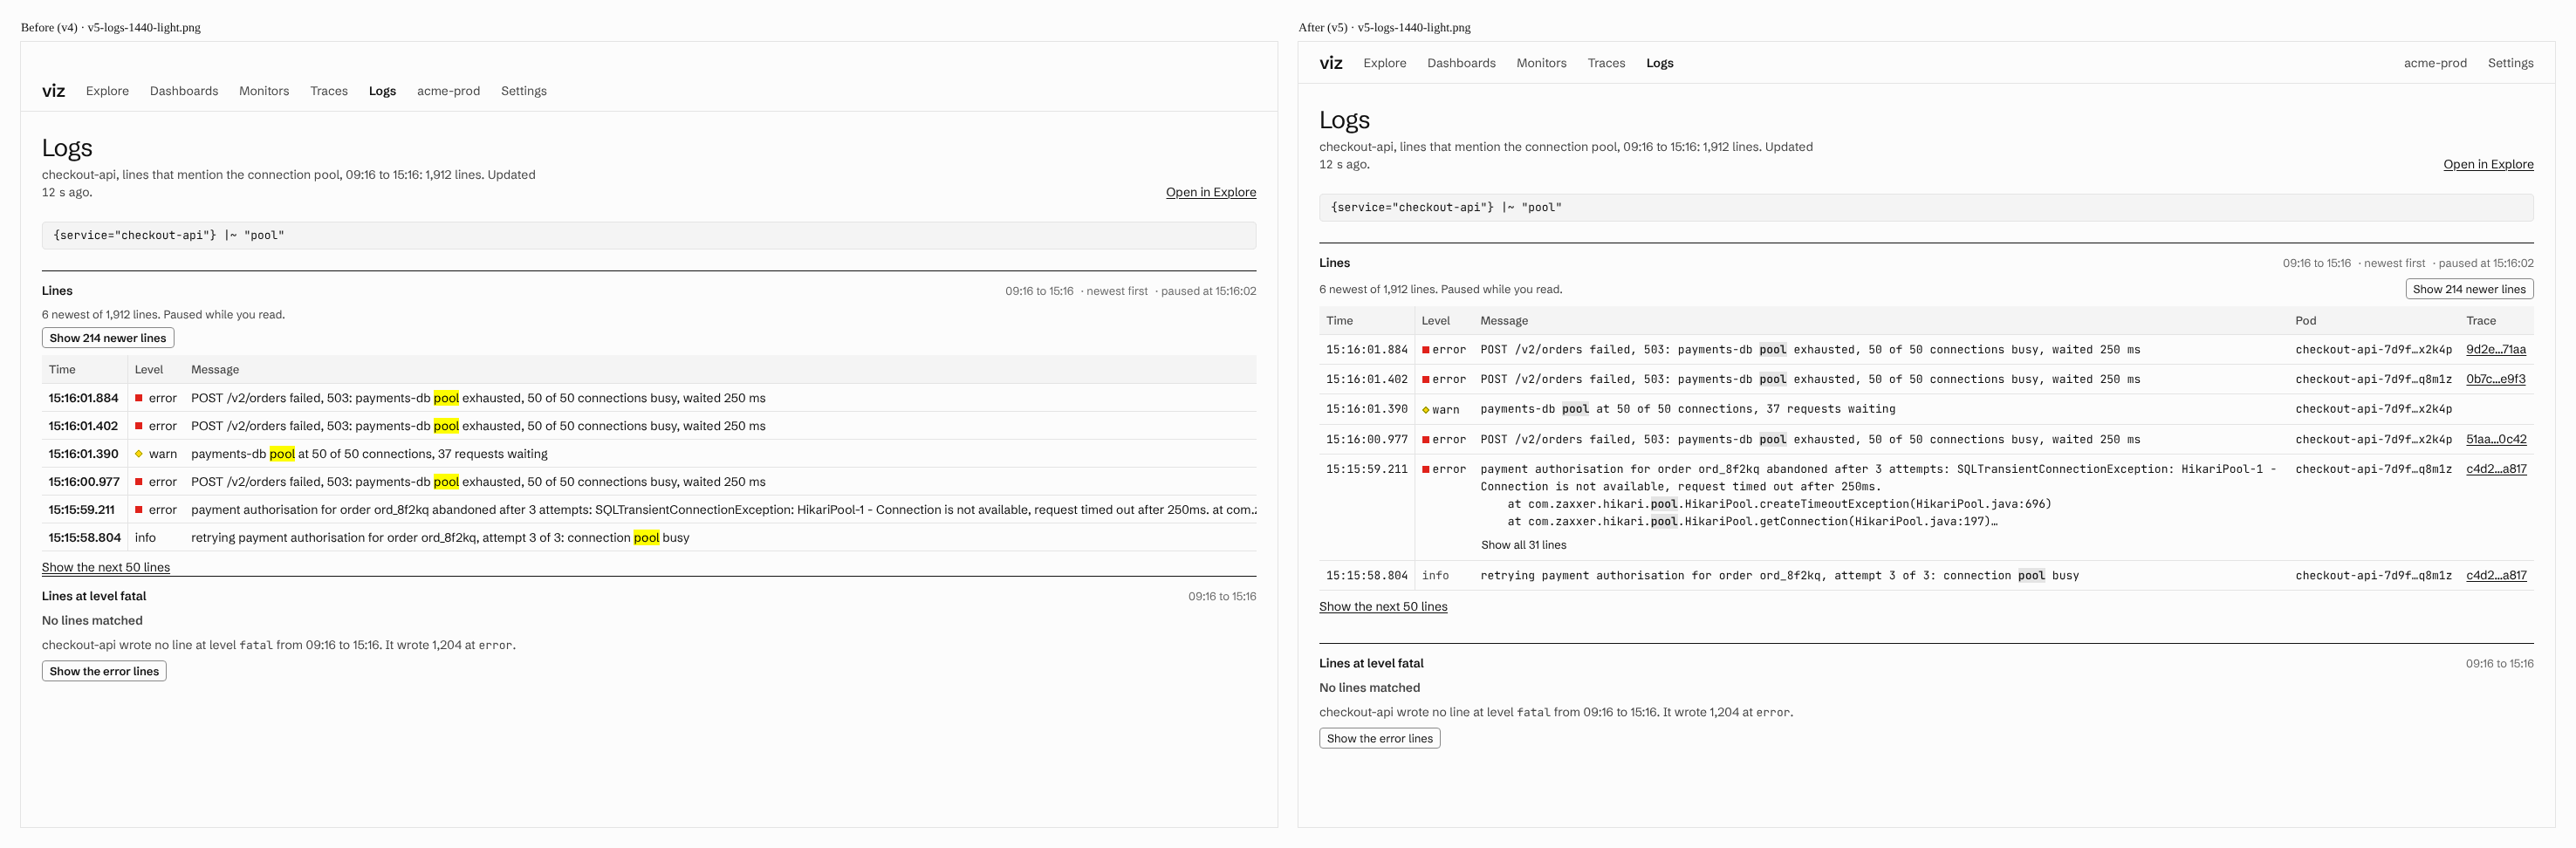 Before (v4) · v5-logs-1440-light.png
viz Explore Dashboards Monitors Traces Logs acme-prod Settings
Logs
checkout-api, lines that mention the connection pool, 09:16 to 15:16: 1,912 lines. Updated
12 s ago.
Open in Explore
{service="checkout-api"} |~ "pool"
Lines 09:16 to 15:16 · newest first · paused at 15:16:02
6 newest of 1,912 lines. Paused while you read.
Show 214 newer lines
Time Level Message
15:16:01.884 error POST /v2/orders failed, 503: payments-db pool exhausted, 50 of 50 connections busy, waited 250 ms
15:16:01.402 error POST /v2/orders failed, 503: payments-db pool exhausted, 50 of 50 connections busy, waited 250 ms
15:16:01.390 warn payments-db pool at 50 of 50 connections, 37 requests waiting
15:16:00.977 error POST /v2/orders failed, 503: payments-db pool exhausted, 50 of 50 connections busy, waited 250 ms
15:15:59.211 error payment authorisation for order ord_8f2kq abandoned after 3 attempts: SQLTransientConnectionException: HikariPool-1 - Connection is not available, request timed out after 250ms. at com.
15:15:58.804 info retrying payment authorisation for order ord_8f2kq, attempt 3 of 3: connection pool busy
Show the next 50 lines
Lines at level fatal 09:16 to 15:16
No lines matched
checkout-api wrote no line at level fatal from 09:16 to 15:16. It wrote 1,204 at error.
Show the error lines
After (v5) · v5-logs-1440-light.png
viz Explore Dashboards Monitors Traces Logs acme-prod Settings
Logs
checkout-api, lines that mention the connection pool, 09:16 to 15:16: 1,912 lines. Updated
12 s ago.
Open in Explore
{service="checkout-api"} |~ "pool"
Lines 09:16 to 15:16 · newest first · paused at 15:16:02
6 newest of 1,912 lines. Paused while you read. Show 214 newer lines
Time Level Message Pod Trace
15:16:01.884 error POST /v2/orders failed, 503: payments-db pool exhausted, 50 of 50 connections busy, waited 250 ms checkout-api-7d9f…x2k4p 9d2e…71aa
15:16:01.402 error POST /v2/orders failed, 503: payments-db pool exhausted, 50 of 50 connections busy, waited 250 ms checkout-api-7d9f…q8m1z 0b7c…e9f3
15:16:01.390 warn payments-db pool at 50 of 50 connections, 37 requests waiting checkout-api-7d9f…x2k4p
15:16:00.977 error POST /v2/orders failed, 503: payments-db pool exhausted, 50 of 50 connections busy, waited 250 ms checkout-api-7d9f…x2k4p 51aa…0c42
15:15:59.211 error payment authorisation for order ord_8f2kq abandoned after 3 attempts: SQLTransientConnectionException: HikariPool-1 - checkout-api-7d9f…q8m1z c4d2…a817
Connection is not available, request timed out after 250ms.
at com.zaxxer.hikari.pool.HikariPool.createTimeoutException(HikariPool.java:696)
at com.zaxxer.hikari.pool.HikariPool.getConnection(HikariPool.java:197)…
Show all 31 lines
15:15:58.804 info retrying payment authorisation for order ord_8f2kq, attempt 3 of 3: connection pool busy checkout-api-7d9f…q8m1z c4d2…a817
Show the next 50 lines
Lines at level fatal 09:16 to 15:16
No lines matched
checkout-api wrote no line at level fatal from 09:16 to 15:16. It wrote 1,204 at error.
Show the error lines